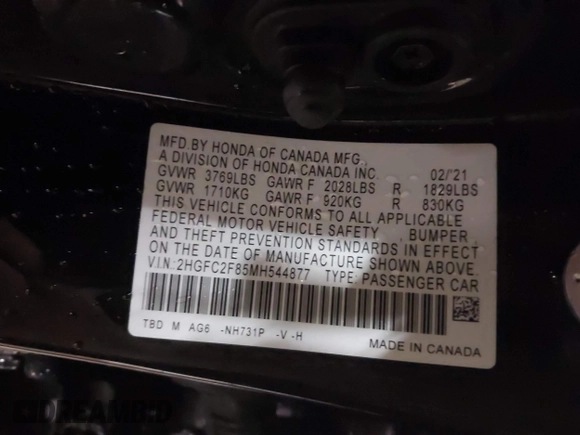 MFD.BY HONDA OF CANADA MFG.,
A DIVISION OF HONDA CANADA INC. 02/'21
GVWR 3769LBS GAWR F 2028LBS R 1829LBS
GVWR 1710KG GAWR F 920KG R 830KG
THIS VEHICLE CONFORMS TO ALL APPLICABLE
FEDERAL MOTOR VEHICLE SAFETY, BUMPER,
AND THEFT PREVENTION STANDARDS IN EFFECT
ON THE DATE OF MANUFACTURE SHOWN ABOVE.
V.I.N.:2HGFC2F85MH544877 TYPE: PASSENGER CAR
TBD M AG6 -NH731P -V -H
MADE IN CANADA
DREAMBID